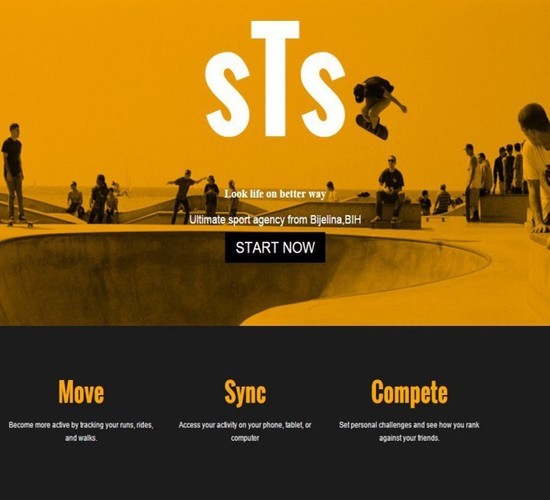 sTs
Look life on better way
Ultimate sport agency from Bijelina,BIH
START NOW
Move
Sync
Compete
Become more active by tracking your runs, rides,
and walks.
Access your activity on your phone, tablet, or
computer
Set personal challenges and see how you rank
against your friends.